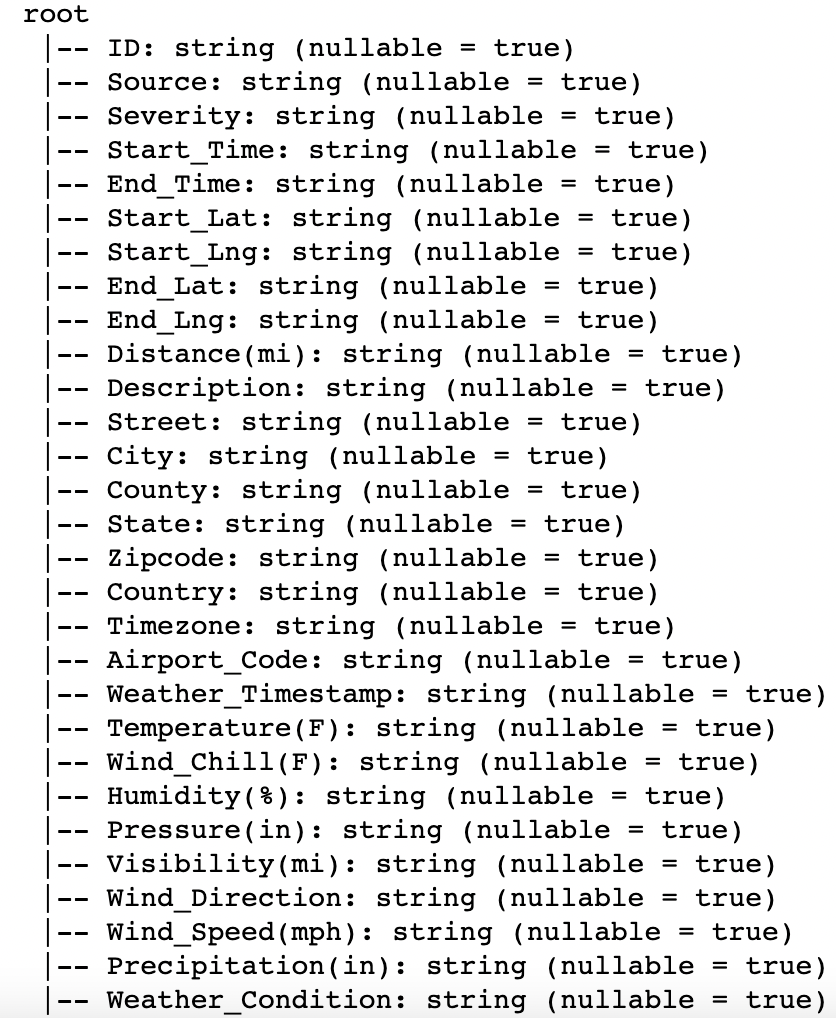 root
 |-- ID: string (nullable = true)
 |-- Source: string (nullable = true)
 |-- Severity: string (nullable = true)
 |-- Start_Time: string (nullable = true)
 |-- End_Time: string (nullable = true)
 |-- Start_Lat: string (nullable = true)
 |-- Start_Lng: string (nullable = true)
 |-- End_Lat: string (nullable = true)
 |-- End_Lng: string (nullable = true)
 |-- Distance(mi): string (nullable = true)
 |-- Description: string (nullable = true)
 |-- Street: string (nullable = true)
 |-- City: string (nullable = true)
 |-- County: string (nullable = true)
 |-- State: string (nullable = true)
 |-- Zipcode: string (nullable = true)
 |-- Country: string (nullable = true)
 |-- Timezone: string (nullable = true)
 |-- Airport_Code: string (nullable = true)
 |-- Weather_Timestamp: string (nullable = true)
 |-- Temperature(F): string (nullable = true)
 |-- Wind_Chill(F): string (nullable = true)
 |-- Humidity(%): string (nullable = true)
 |-- Pressure(in): string (nullable = true)
 |-- Visibility(mi): string (nullable = true)
 |-- Wind_Direction: string (nullable = true)
 |-- Wind_Speed(mph): string (nullable = true)
 |-- Precipitation(in): string (nullable = true)
 |-- Weather_Condition: string (nullable = true)